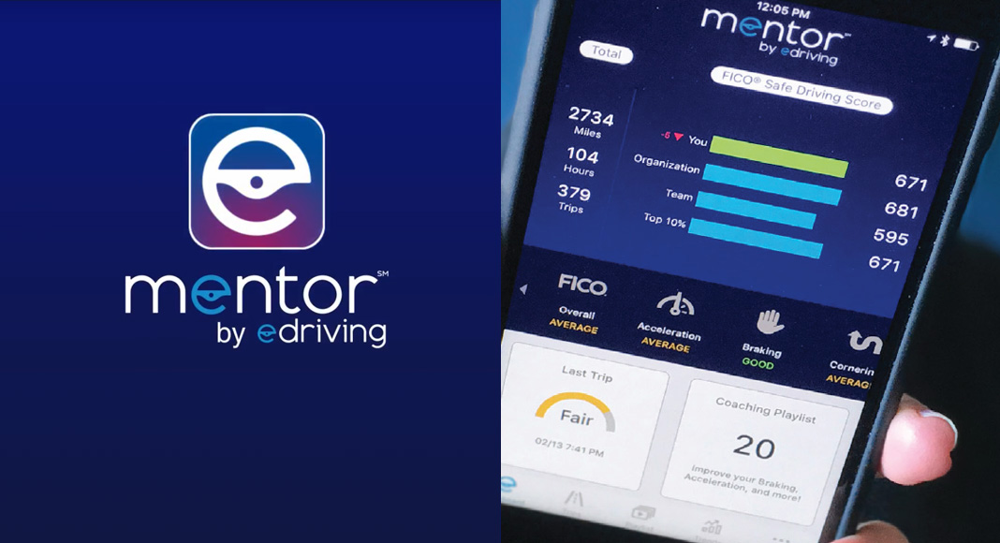 mentor℠
by edriving
12:05 PM
mentor℠
by edriving
Total
FICO® Safe Driving Score
2734
Miles
104
Hours
379
Trips
-5 ▼ You
671
Organization
681
Team
595
Top 10%
671
FICO
Overall
AVERAGE
Acceleration
AVERAGE
Braking
GOOD
Cornerin
AVERAG
Last Trip
Fair
02/13 7:41 PM
Coaching Playlist
20
Improve your Braking,
Acceleration, and more!